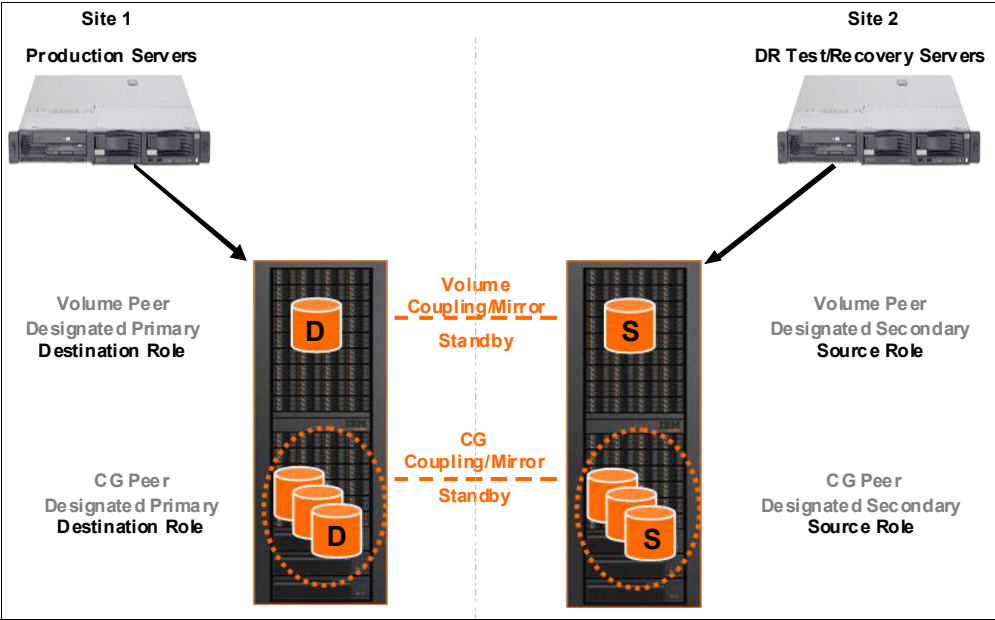 Site 1
Site 2
Production Servers
DR Test/Recovery Servers
Volume Peer
Designated Primary
Destination Role
D
Volume
Coupling/Mirror
Standby
S
Volume Peer
Designated Secondary
Source Role
IBM
IBM
CG Peer
Designated Primary
Destination Role
D
CG
Coupling/Mirror
Standby
S
CG Peer
Designated Secondary
Source Role